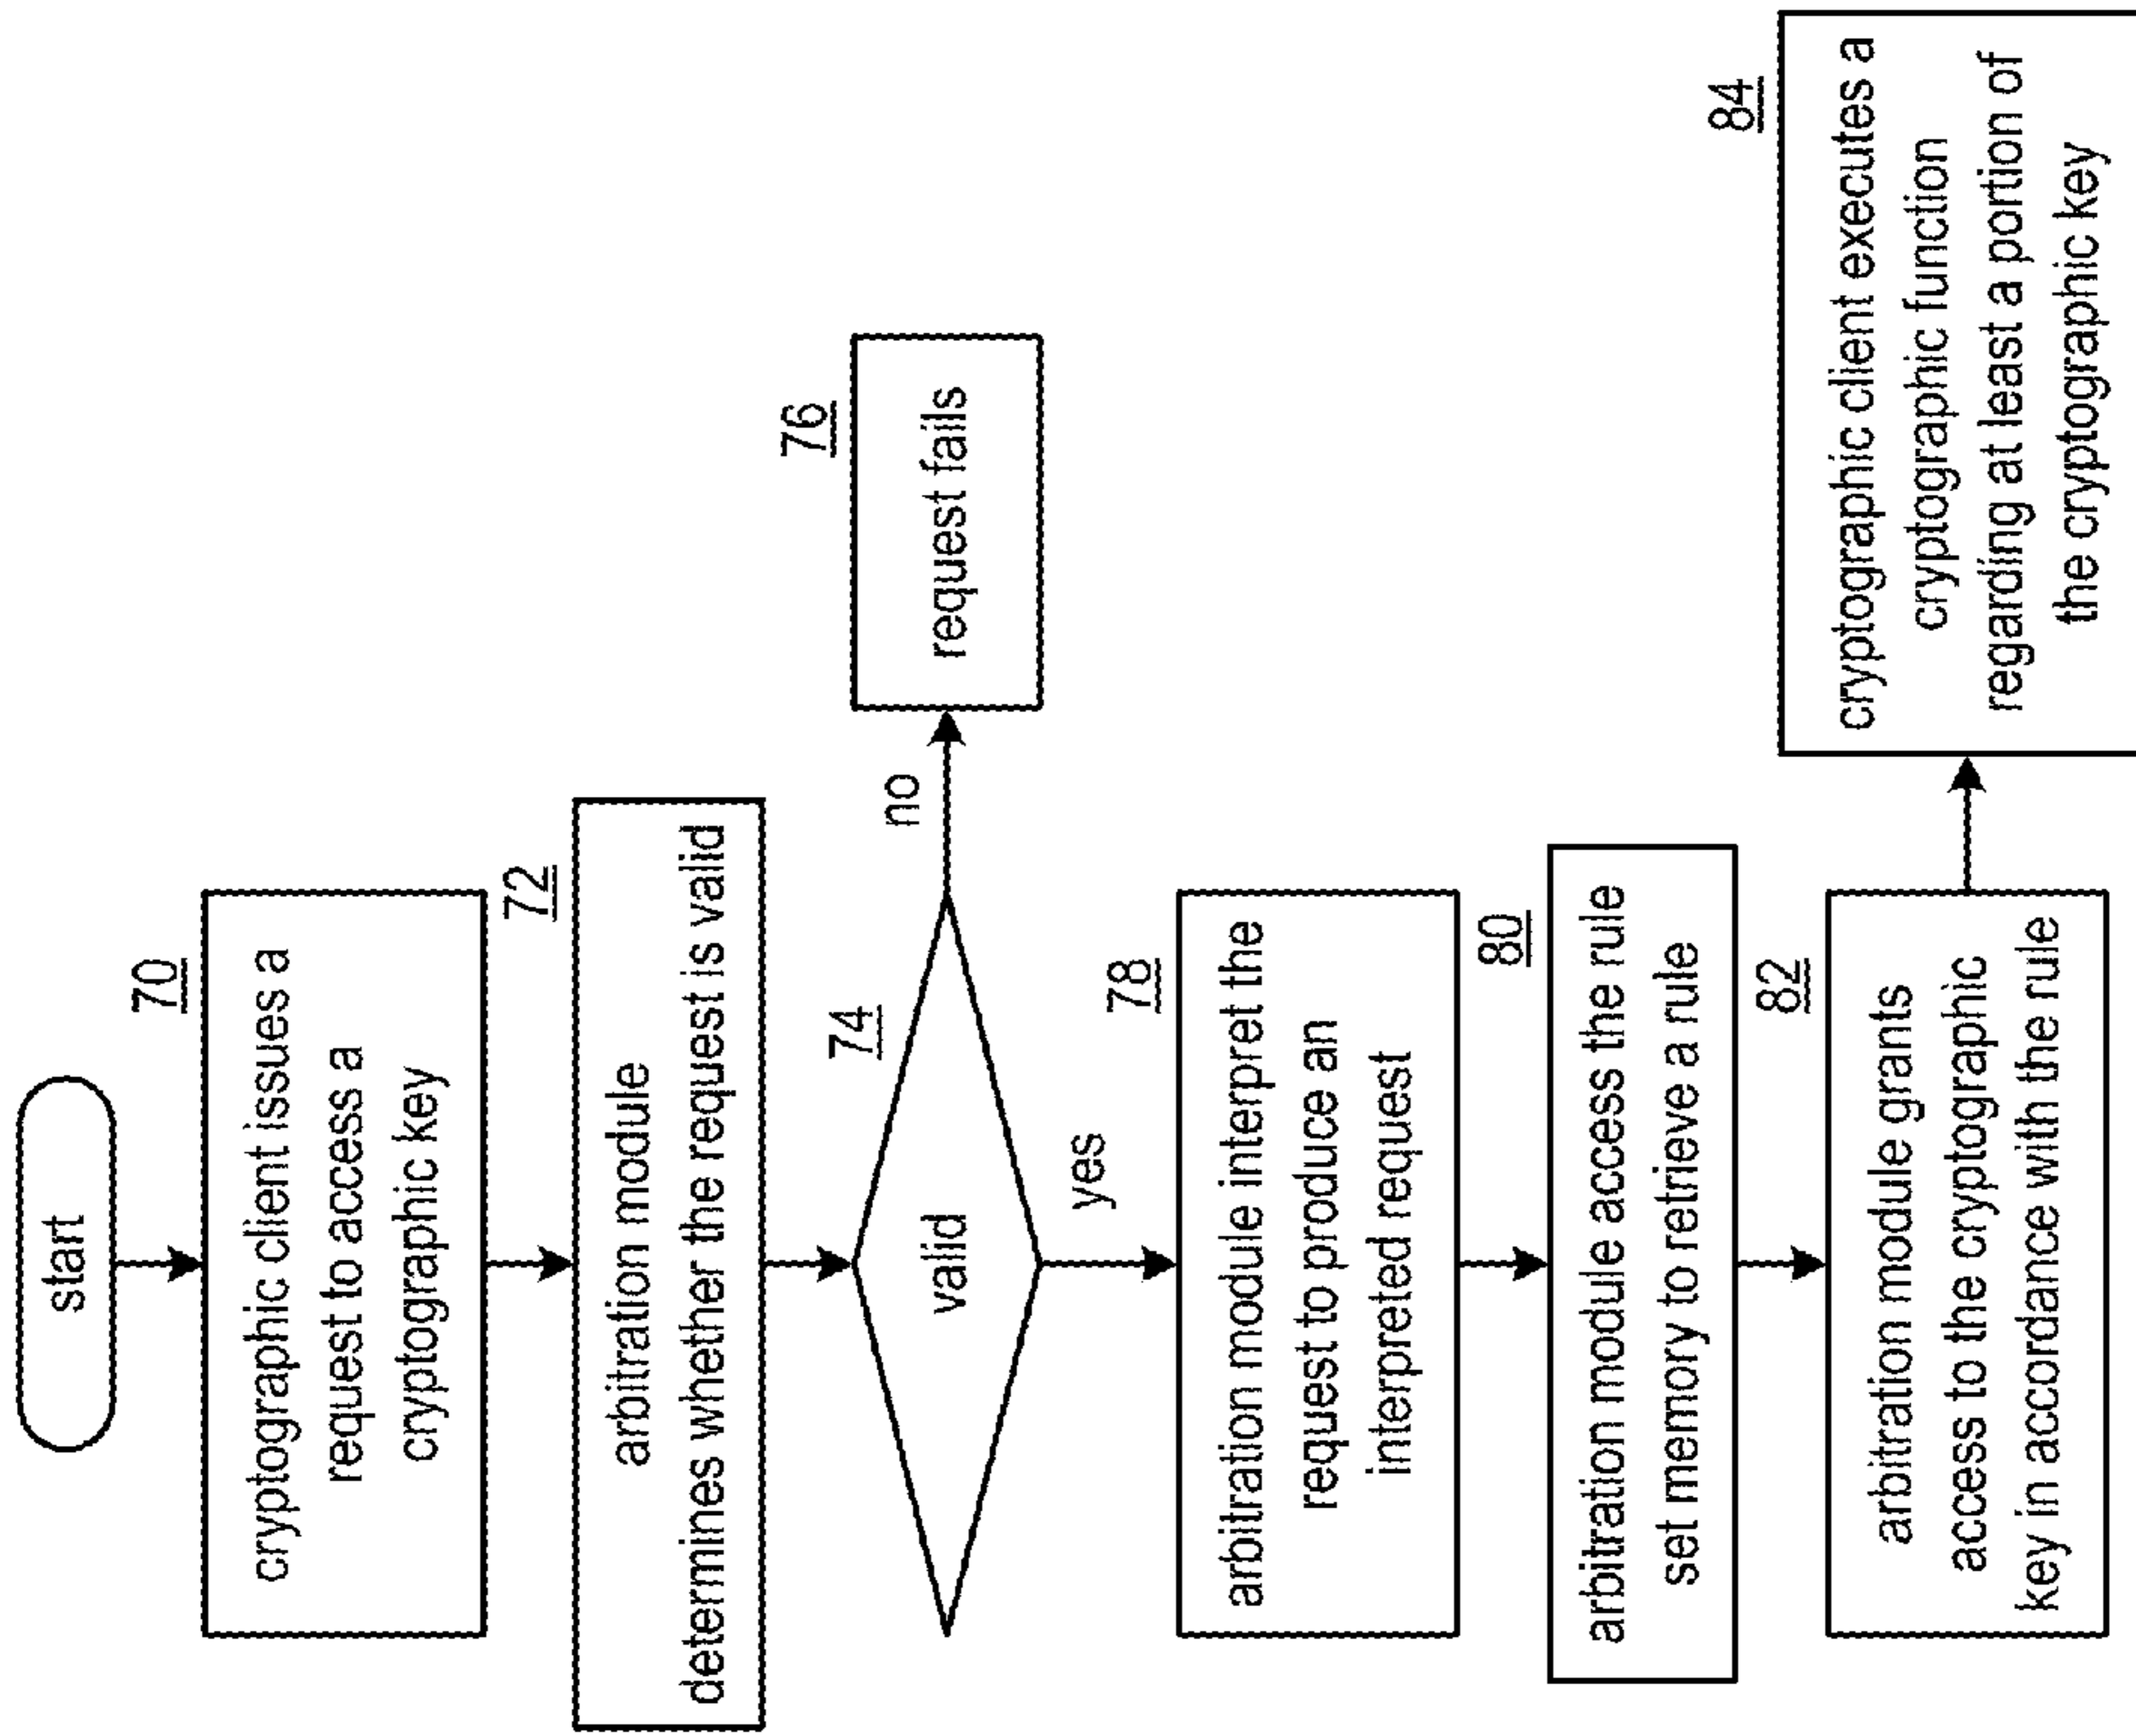 start
70
cryptographic client issues a
request to access a
cryptographic key
72
arbitration module
determines whether the request is valid
74
valid
no
76
request fails
yes
78
arbitration module interpret the
request to produce an
interpreted request
80
arbitration module access the rule
set memory to retrieve a rule
82
arbitration module grants
access to the cryptographic
key in accordance with the rule
84
cryptographic client executes a
cryptographic function
regarding at least a portion of
the cryptographic key